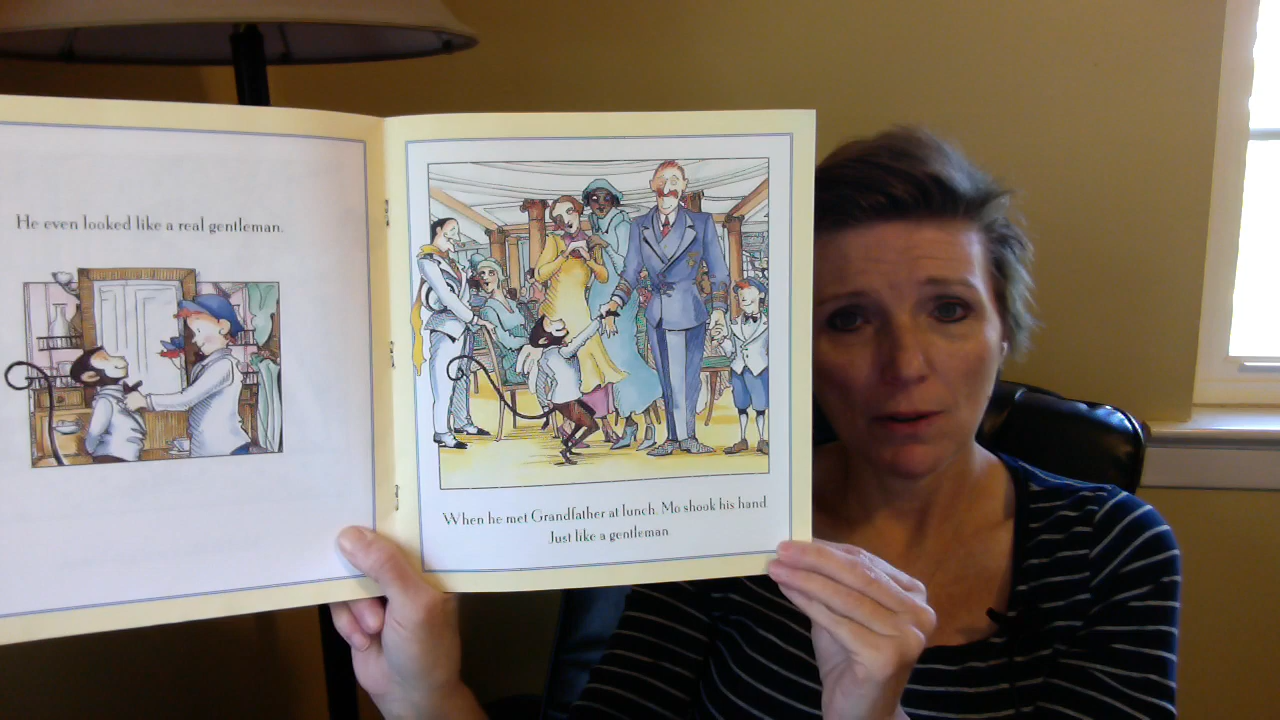 He even looked like a real gentleman.
When he met Grandfather at lunch, Mo shook his hand
Just like a gentleman